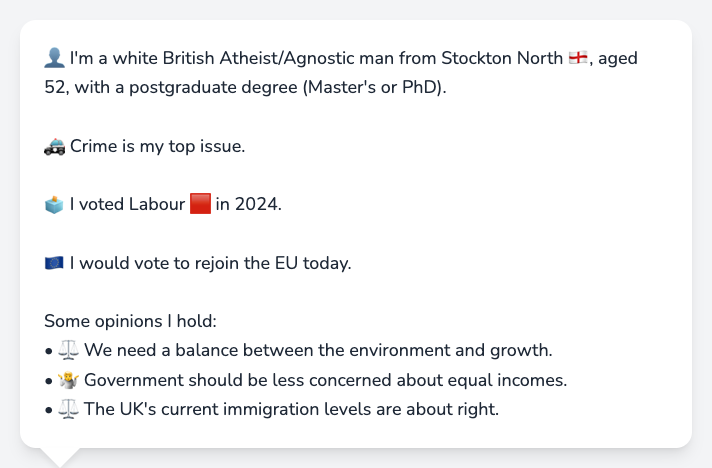 👤 I'm a white British Atheist/Agnostic man from Stockton North 🏴󠁧󠁢󠁥󠁮󠁧󠁿, aged
52, with a postgraduate degree (Master's or PhD).
🚓 Crime is my top issue.
🗳️ I voted Labour 🟥 in 2024.
🇪🇺 I would vote to rejoin the EU today.
Some opinions I hold:
• ⚖️ We need a balance between the environment and growth.
• 🤷 Government should be less concerned about equal incomes.
• ⚖️ The UK's current immigration levels are about right.